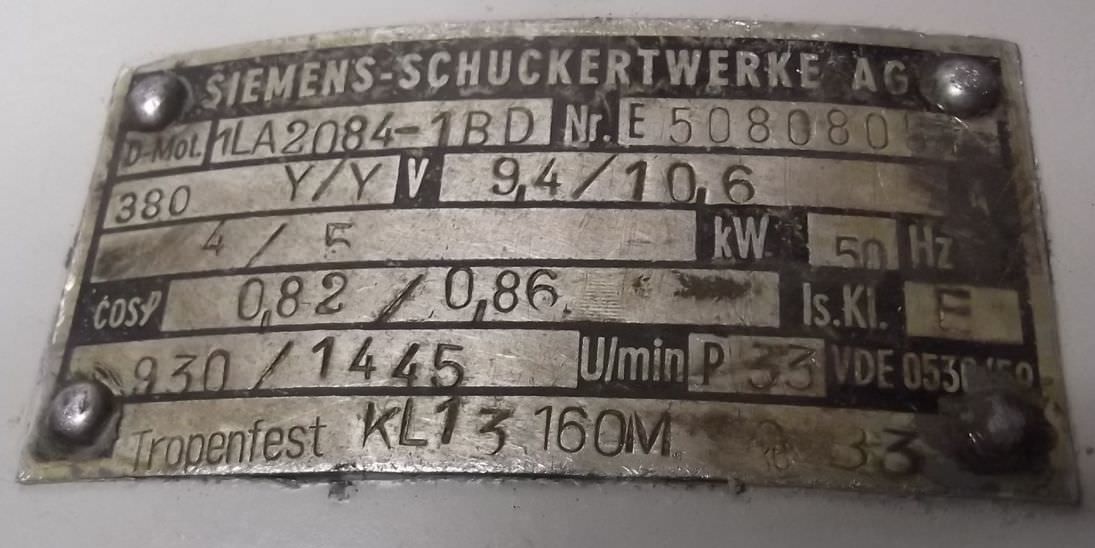 SIEMENS-SCHUCKERTWERKE AG
D-Mot. 1LA2084-1BD Nr. E 508080
380 Y/Y V 9,4/10,6
4 / 5 kW 50 Hz
cosφ 0,82 / 0,86 Is.Kl. E
930 / 1445 U/min P 33 VDE 0530
Tropenfest KL13 160M 33